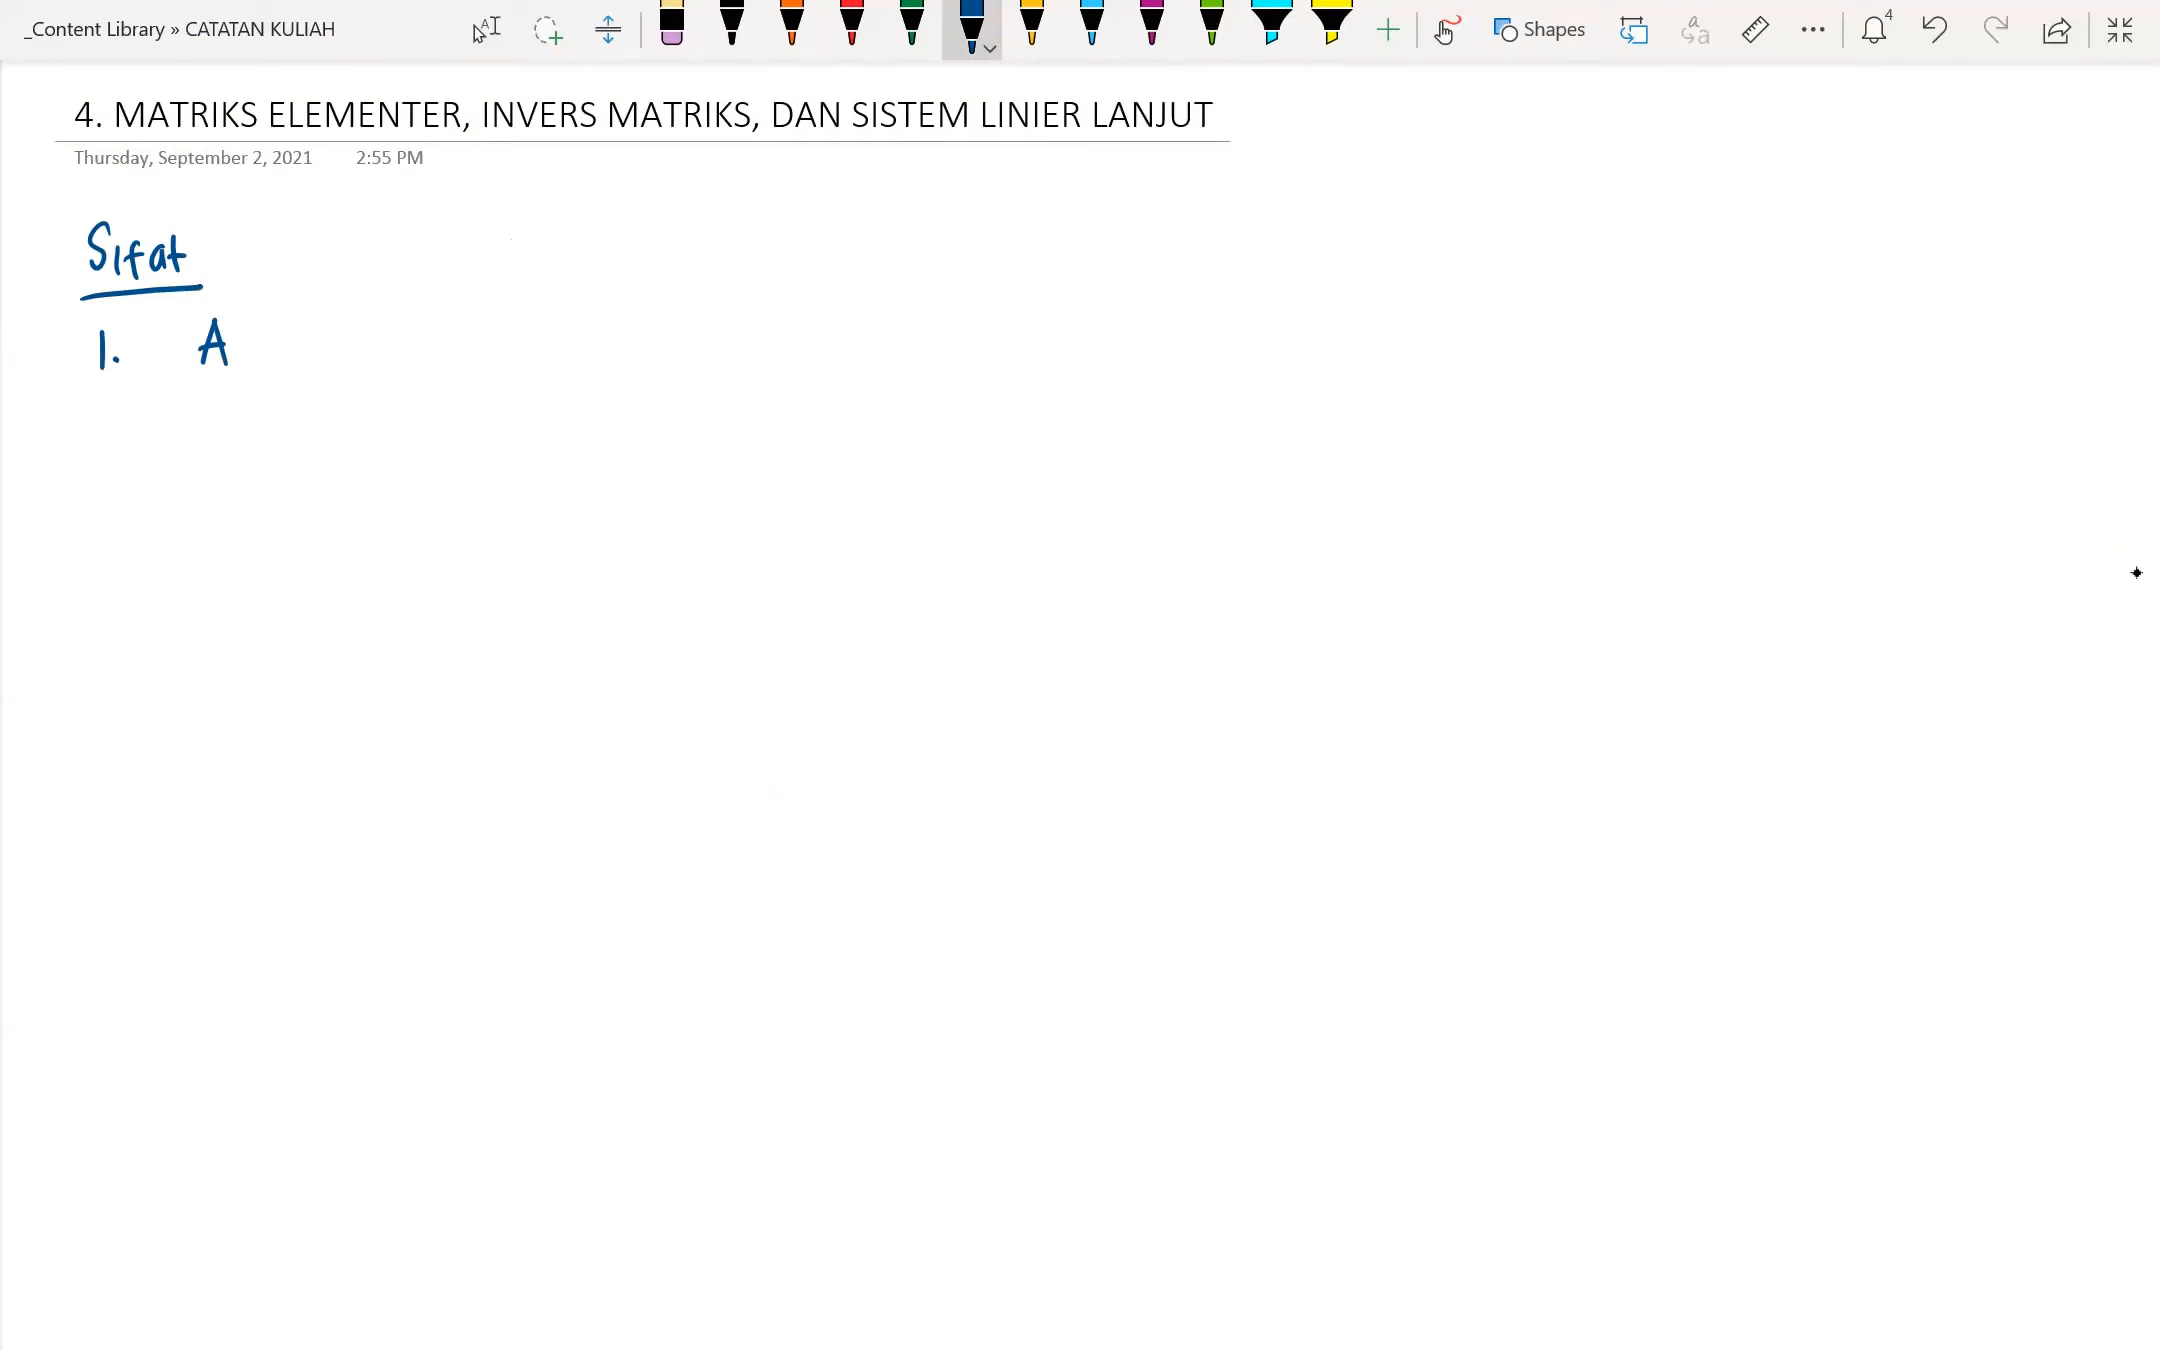 _Content Library » CATATAN KULIAH
Shapes
4
4. MATRIKS ELEMENTER, INVERS MATRIKS, DAN SISTEM LINIER LANJUT
Thursday, September 2, 2021 2:55 PM
Sifat
1. A